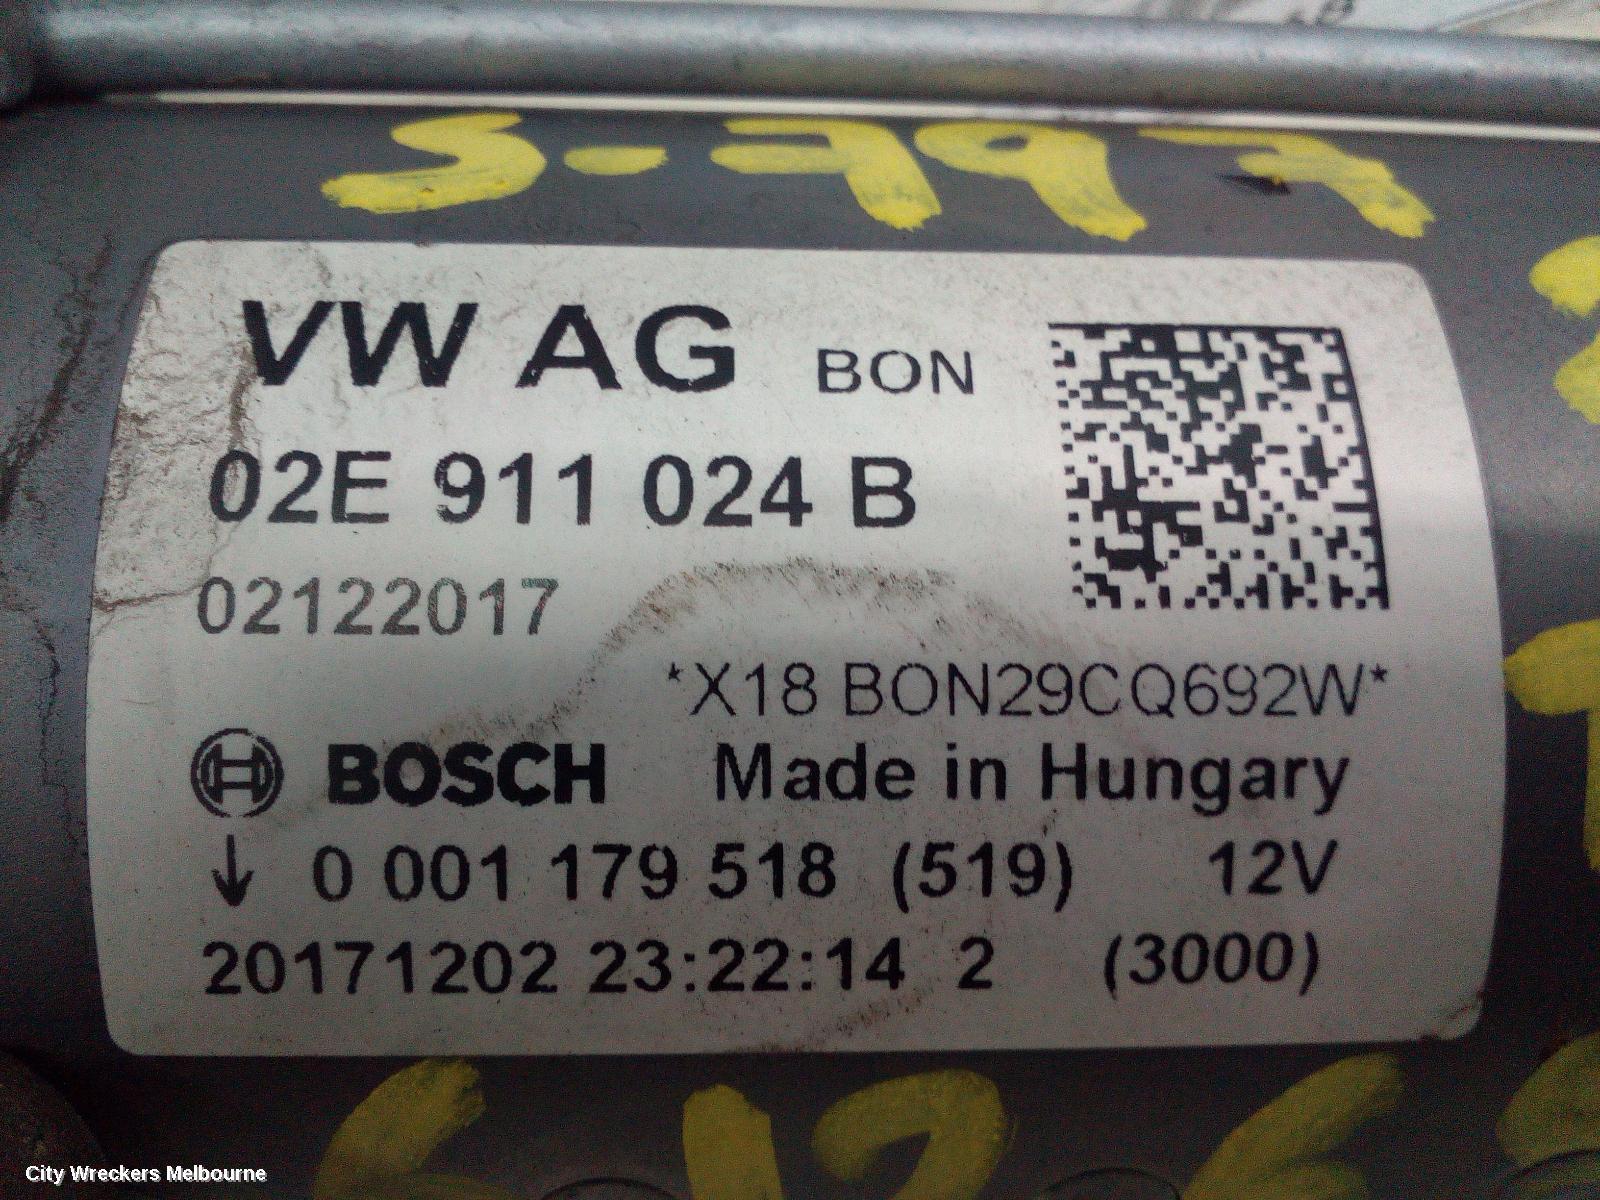 S-797
VW AG BON
02E 911 024 B
02122017
*X18 BON29CQ692W*
BOSCH Made in Hungary
↓ 0 001 179 518 (519) 12V
20171202 23:22:14 2 (3000)
City Wreckers Melbourne